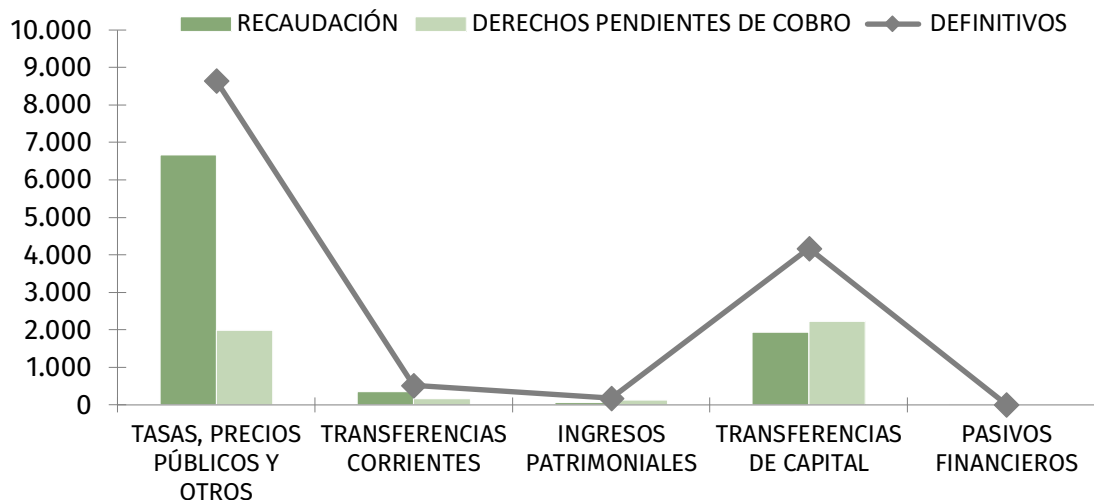 RECAUDACIÓN DERECHOS PENDIENTES DE COBRO DEFINITIVOS
10.000
9.000
8.000
7.000
6.000
5.000
4.000
3.000
2.000
1.000
0
TASAS, PRECIOS
PÚBLICOS Y
OTROS
TRANSFERENCIAS
CORRIENTES
INGRESOS
PATRIMONIALES
TRANSFERENCIAS
DE CAPITAL
PASIVOS
FINANCIEROS